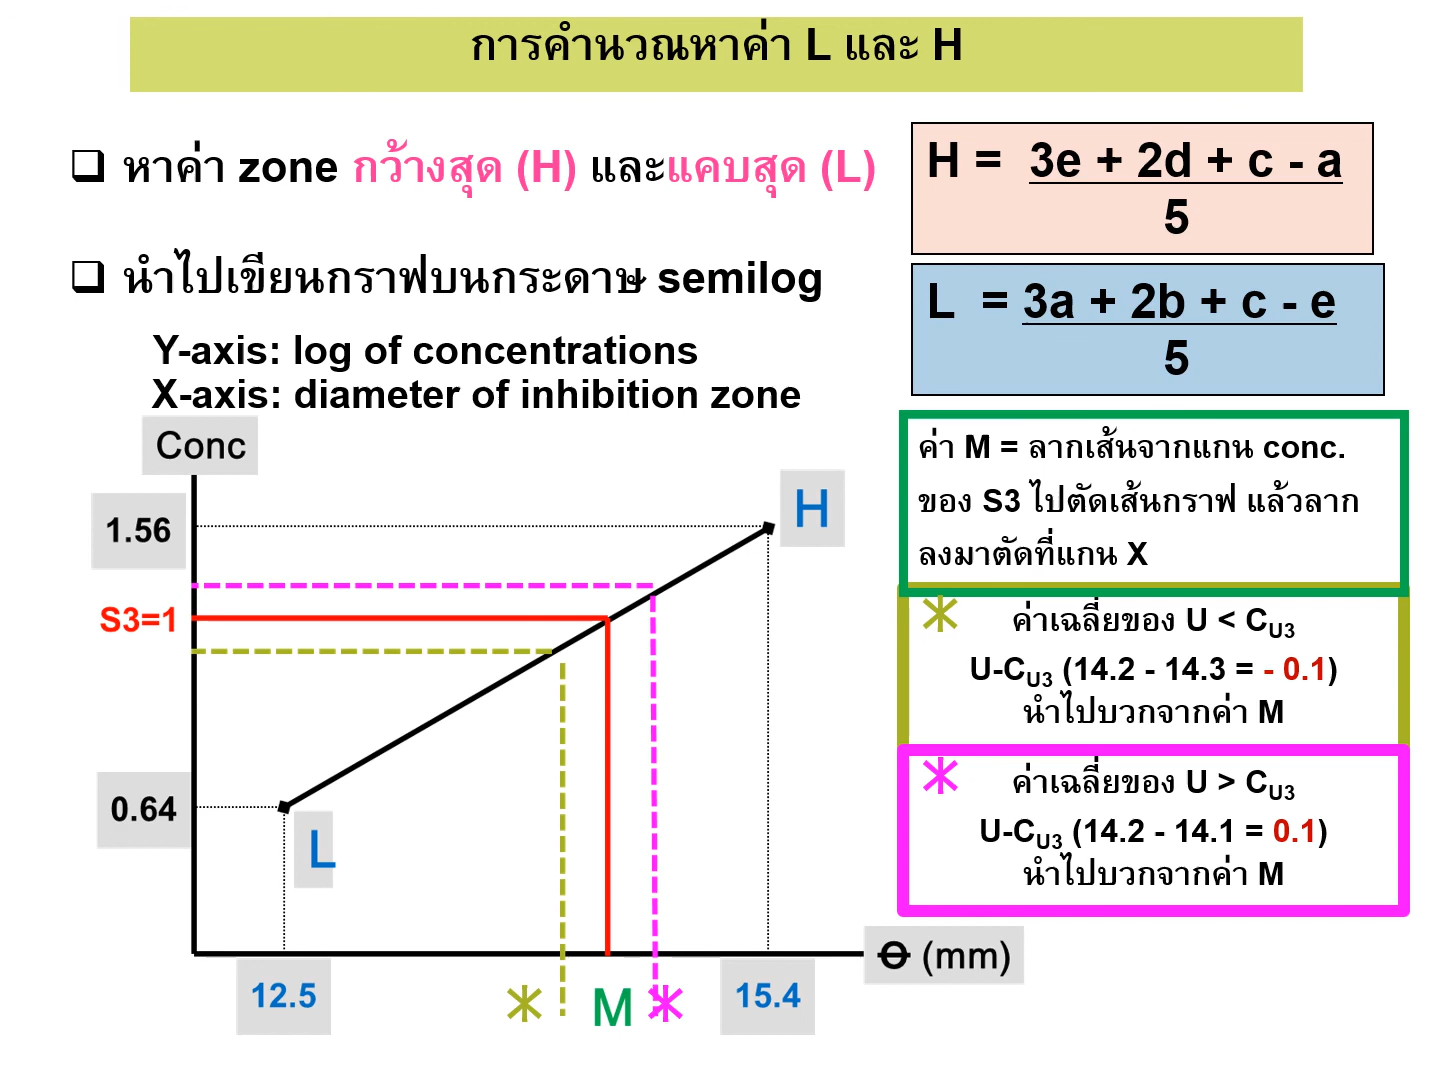 การคำนวณหาค่า L และ H
❑ หาค่า zone กว้างสุด (H) และแคบสุด (L)
❑ นำไปเขียนกราฟบนกระดาษ semilog
Y-axis: log of concentrations
X-axis: diameter of inhibition zone
H = 3e + 2d + c - a
5
L = 3a + 2b + c - e
5
Conc
1.56
S3=1
0.64
H
L
12.5
M
15.4
Ɵ (mm)
ค่า M = ลากเส้นจากแกน conc.
ของ S3 ไปตัดเส้นกราฟ แล้วลาก
ลงมาตัดที่แกน X
ค่าเฉลี่ยของ U < CU3
U-CU3 (14.2 - 14.3 = - 0.1)
นำไปบวกจากค่า M
ค่าเฉลี่ยของ U > CU3
U-CU3 (14.2 - 14.1 = 0.1)
นำไปบวกจากค่า M